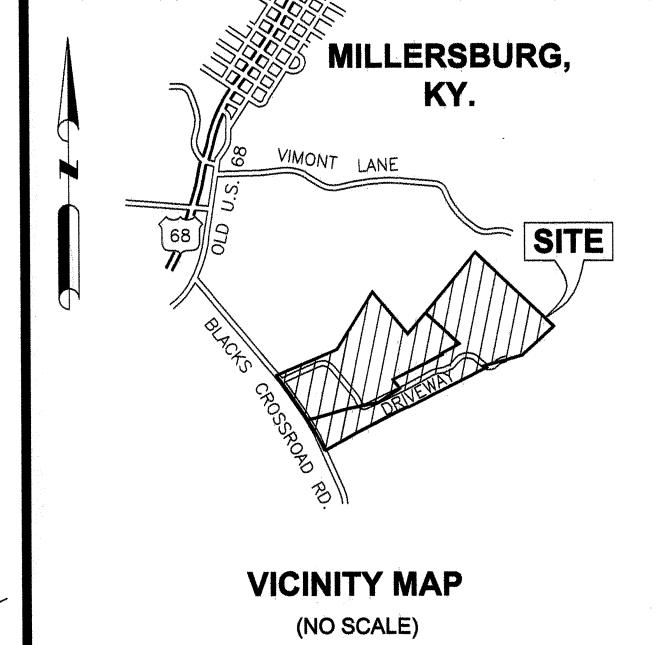 MILLERSBURG,
KY.
N
VIMONT LANE
OLD U.S. 68
68
SITE
BLACKS CROSSROAD RD.
DRIVEWAY
VICINITY MAP
(NO SCALE)